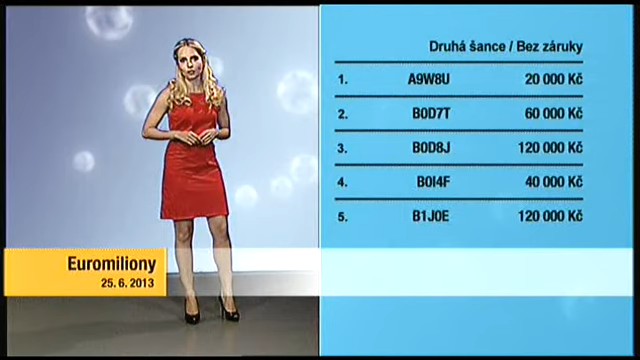 Druhá šance / Bez záruky
1. A9W8U 20 000 Kč
2. B0D7T 60 000 Kč
3. B0D8J 120 000 Kč
4. B0I4F 40 000 Kč
5. B1J0E 120 000 Kč
Euromiliony
25. 6. 2013